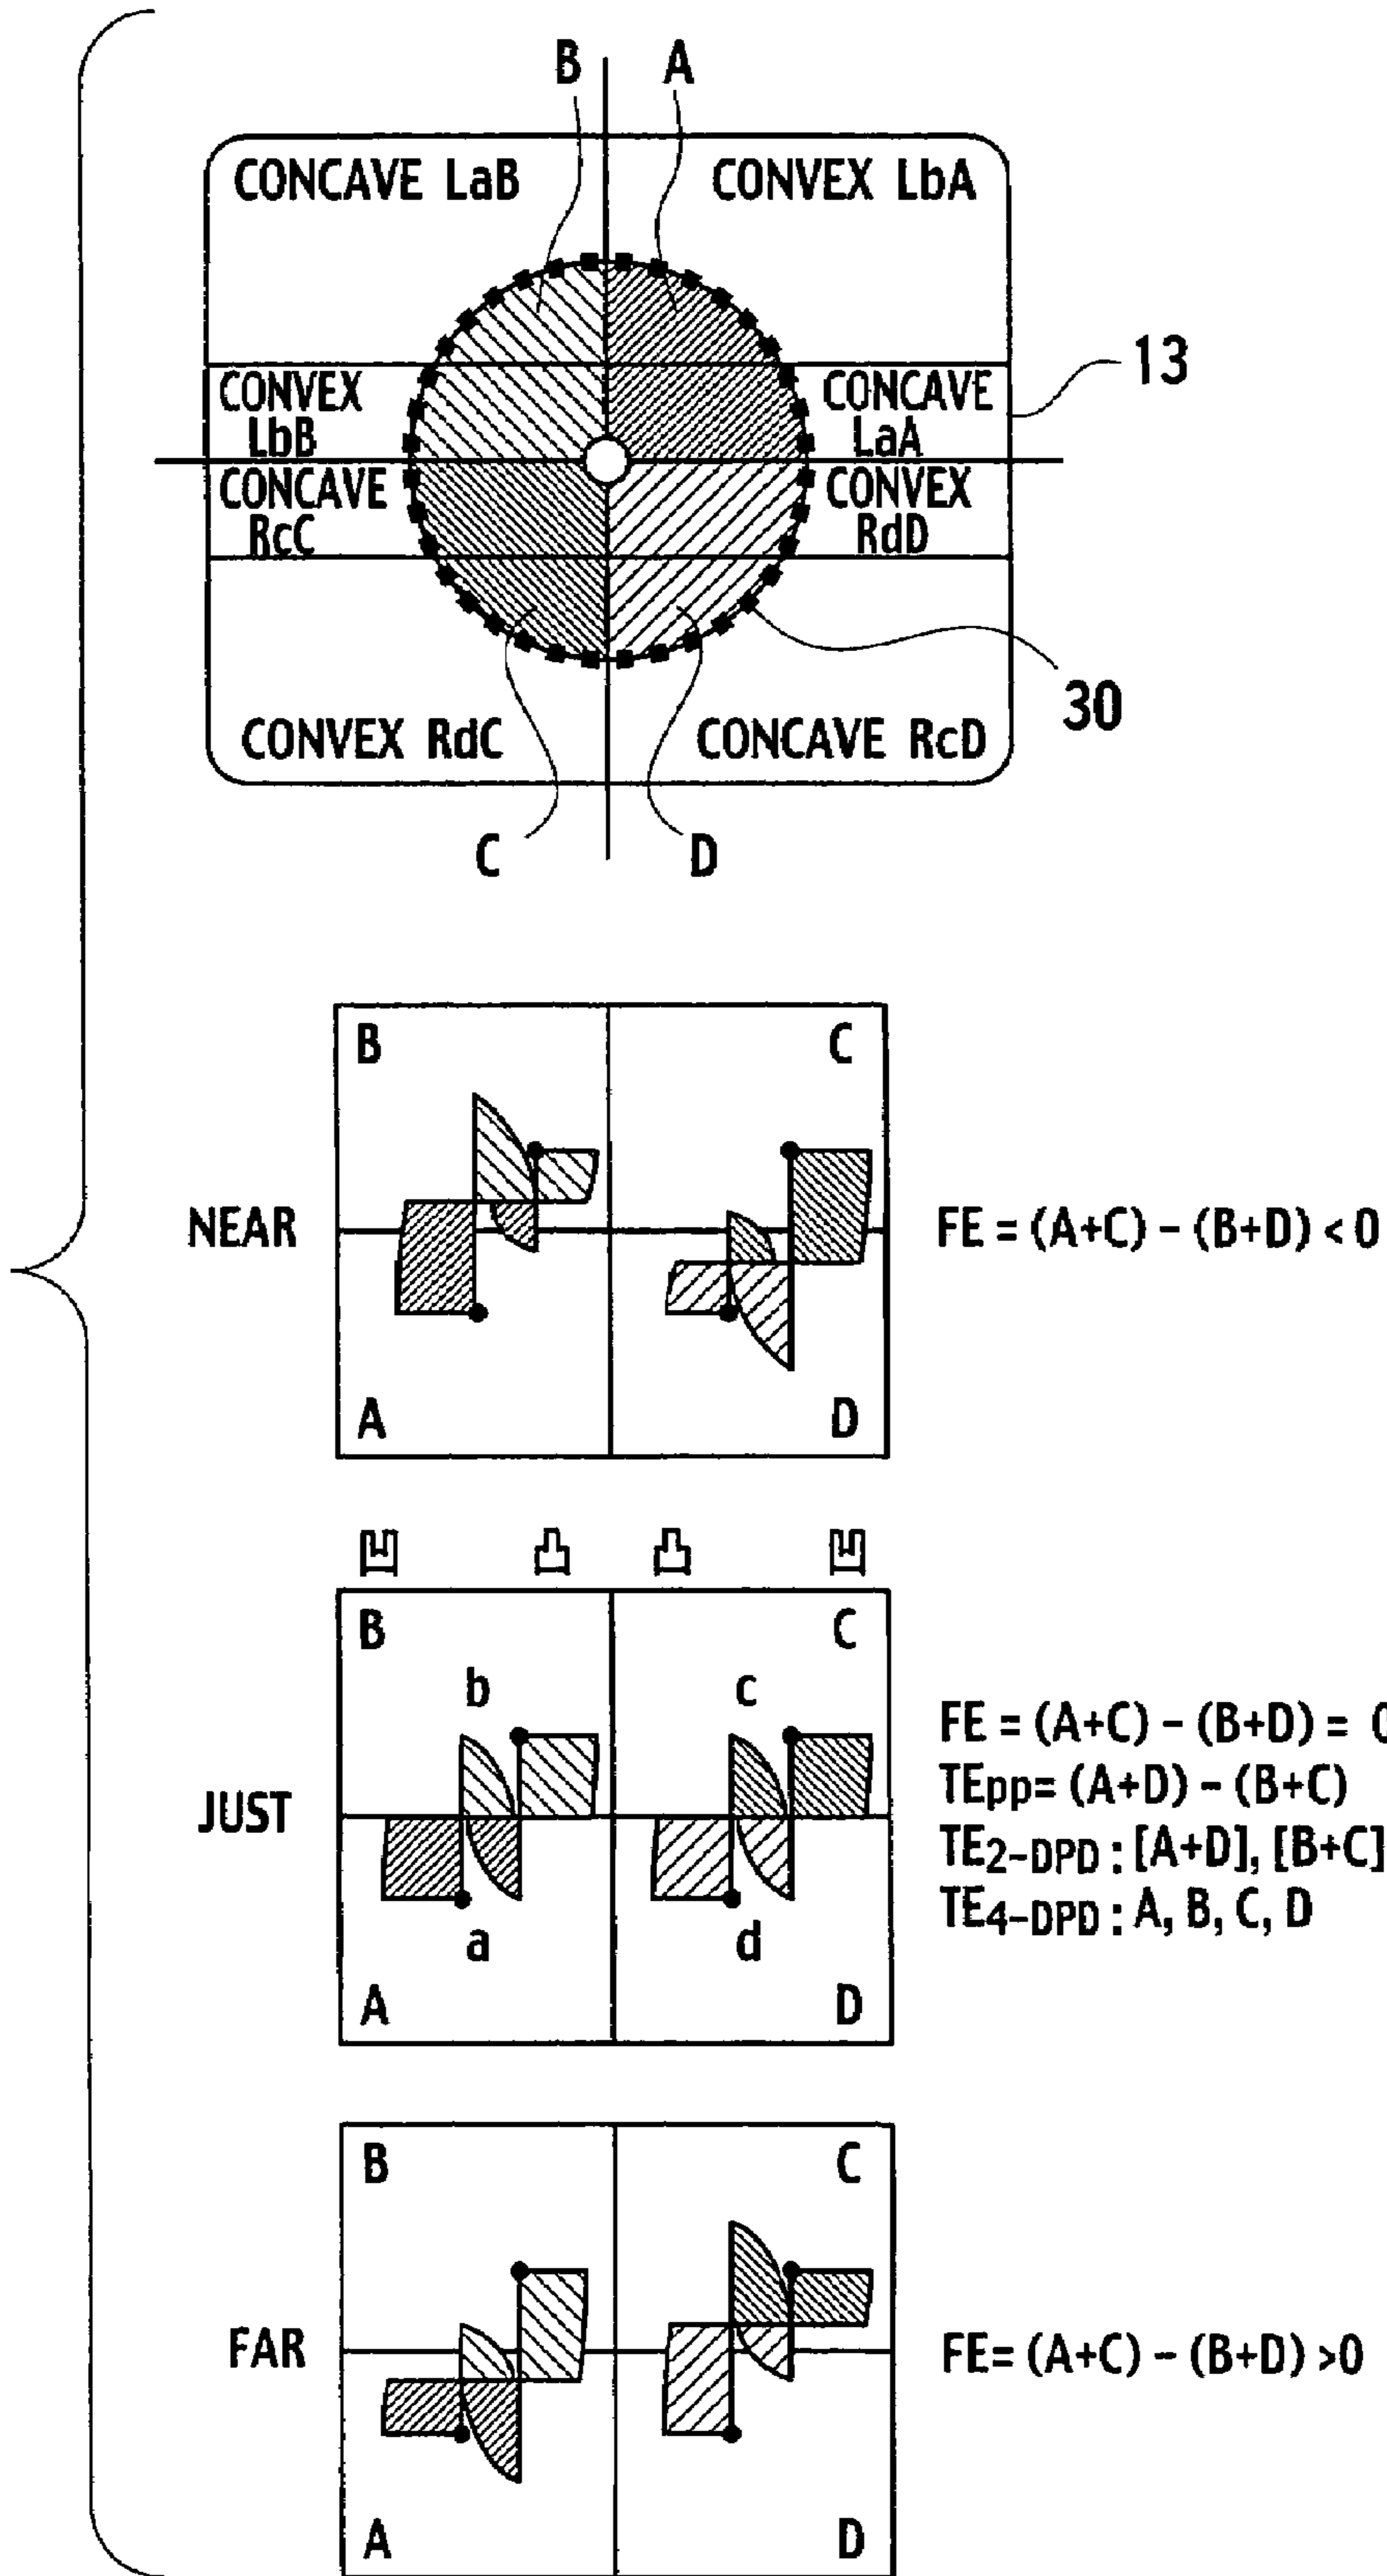 B A
CONCAVE LaB CONVEX LbA
13
CONVEX LbB
CONCAVE LaA
CONCAVE RcC
CONVEX RdD
30
CONVEX RdC CONCAVE RcD
C D
B C
NEAR
FE = (A+C) - (B+D) < 0
A D
B C
b c
JUST
FE = (A+C) - (B+D) = 0
TEpp= (A+D) - (B+C)
TE2-DPD : [A+D], [B+C]
TE4-DPD : A, B, C, D
a d
A D
B C
FAR
FE= (A+C) - (B+D) >0
A D